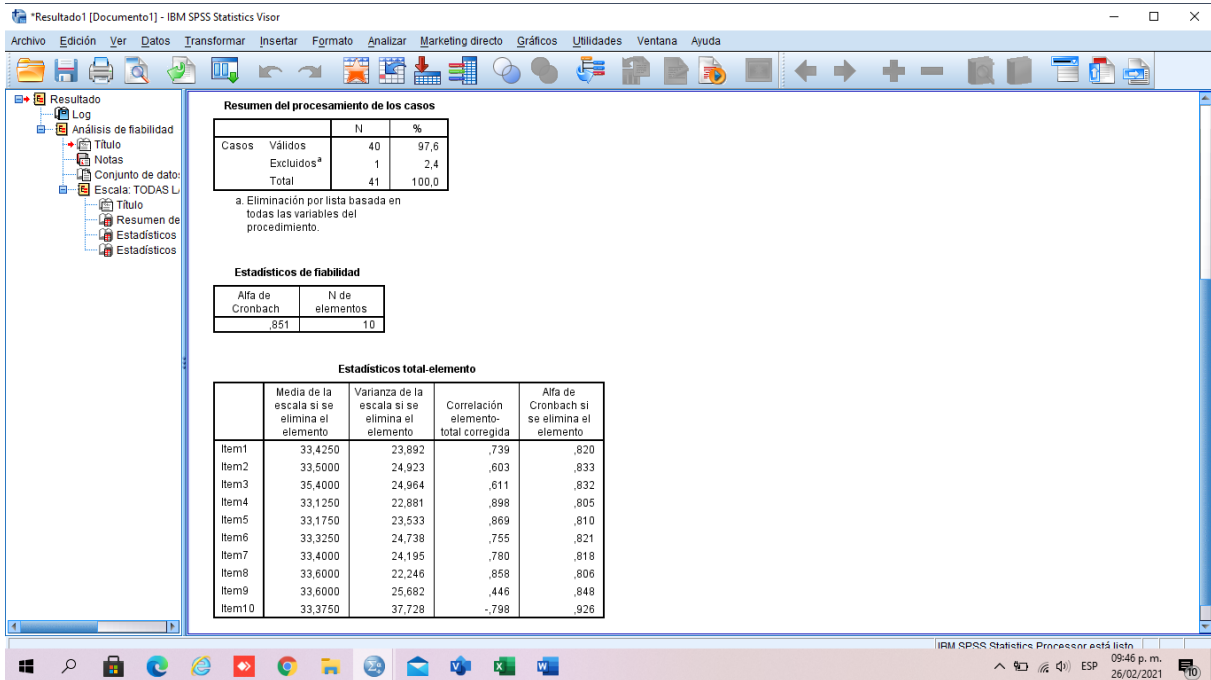 *Resultado1 [Documento1] - IBM SPSS Statistics Visor
Archivo Edición Ver Datos Transformar Insertar Formato Analizar Marketing directo Gráficos Utilidades Ventana Ayuda
Resultado
Log
Análisis de fiabilidad
Título
Notas
Conjunto de dato
Escala: TODAS L
Título
Resumen de
Estadísticos
Estadísticos
Resumen del procesamiento de los casos
N %
Casos Válidos 40 97,6
Excluidosª 1 2,4
Total 41 100,0
a. Eliminación por lista basada en
todas las variables del
procedimiento.
Estadísticos de fiabilidad
Alfa de N de
Cronbach elementos
,851 10
Estadísticos total-elemento
Media de la Varianza de la Alfa de
escala si se escala si se Correlación Cronbach si
elimina el elimina el elemento- se elimina el
elemento elemento total corregida elemento
Item1 33,4250 23,892 ,739 ,820
Item2 33,5000 24,923 ,603 ,833
Item3 35,4000 24,964 ,611 ,832
Item4 33,1250 22,881 ,898 ,805
Item5 33,1750 23,533 ,869 ,810
Item6 33,3250 24,738 ,755 ,821
Item7 33,4000 24,195 ,780 ,818
Item8 33,6000 22,246 ,858 ,806
Item9 33,6000 25,682 ,446 ,848
Item10 33,3750 37,728 -,798 ,926
IBM SPSS Statistics Processor está listo
ESP 09:46 p. m.
26/02/2021